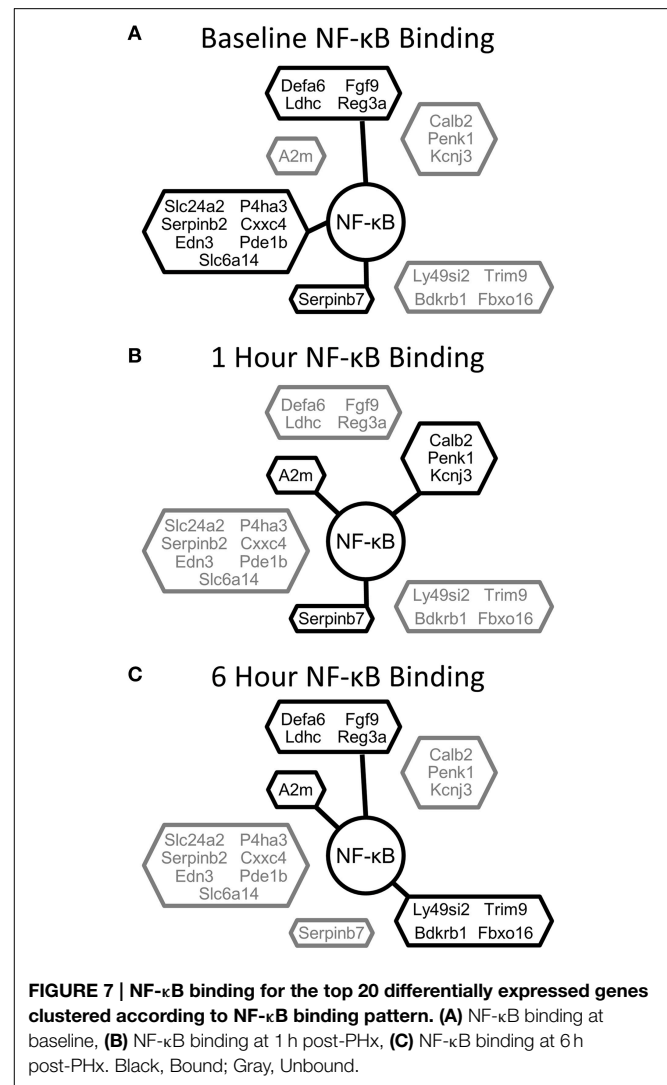 A
Baseline NF-κB Binding
Defa6 Fgf9
Ldhc Reg3a
Calb2
Penk1
Kcnj3
A2m
Slc24a2 P4ha3
Serpinb2 Cxxc4
Edn3 Pde1b
Slc6a14
NF-κB
Serpinb7
Ly49si2 Trim9
Bdkrb1 Fbxo16
B
1 Hour NF-κB Binding
Defa6 Fgf9
Ldhc Reg3a
Calb2
Penk1
Kcnj3
A2m
Slc24a2 P4ha3
Serpinb2 Cxxc4
Edn3 Pde1b
Slc6a14
NF-κB
Serpinb7
Ly49si2 Trim9
Bdkrb1 Fbxo16
C
6 Hour NF-κB Binding
Defa6 Fgf9
Ldhc Reg3a
Calb2
Penk1
Kcnj3
A2m
Slc24a2 P4ha3
Serpinb2 Cxxc4
Edn3 Pde1b
Slc6a14
NF-κB
Serpinb7
Ly49si2 Trim9
Bdkrb1 Fbxo16
FIGURE 7 | NF-κB binding for the top 20 differentially expressed genes
clustered according to NF-κB binding pattern. (A) NF-κB binding at
baseline, (B) NF-κB binding at 1 h post-PHx, (C) NF-κB binding at 6 h
post-PHx. Black, Bound; Gray, Unbound.